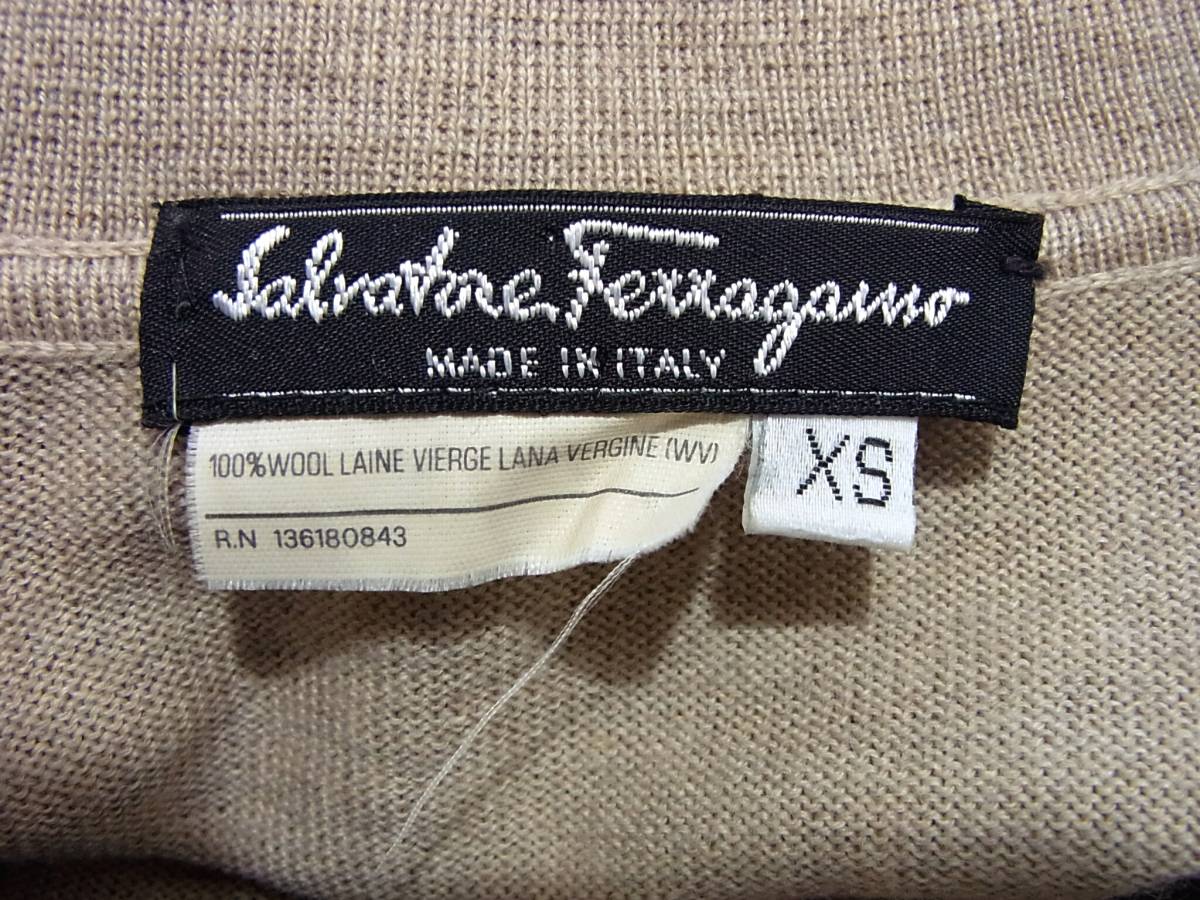 Salvatore Ferragamo
MADE IN ITALY
100%WOOL LAINE VIERGE LANA VERGINE (WV)
R.N 136180843
XS